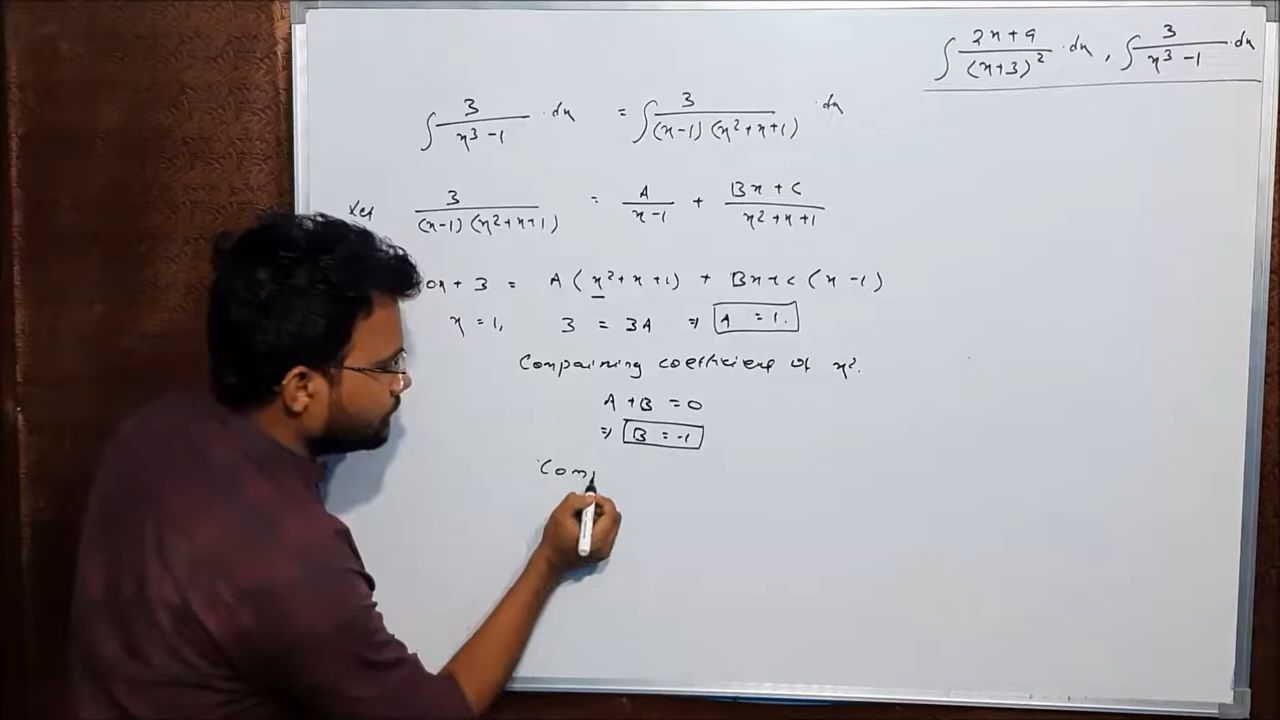 ∫ 2x+9 / (x+3)² · dx , ∫ 3 / x³ - 1 · dx
∫ 3 / x³ - 1 · dx = ∫ 3 / (x-1) (x²+x+1) · dx
Let 3 / (x-1) (x²+x+1) = A / x-1 + Bx + C / x²+x+1
0x + 3 = A ( x²+x+1) + Bx+C ( x -1)
x = 1, 3 = 3A ⇒ A = 1.
Comparing coefficient of x².
A + B = 0
⇒ B = -1
Com